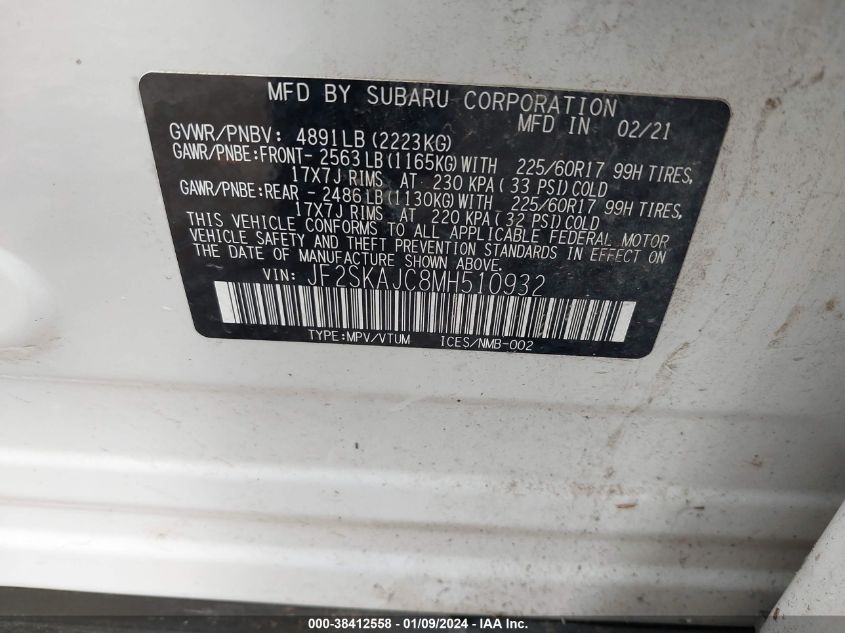 MFD BY SUBARU CORPORATION
MFD IN 02/21
GVWR/PNBV: 4891LB(2223KG)
GAWR/PNBE:FRONT- 2563LB(1165KG)WITH 225/60R17 99H TIRES,
17X7J RIMS AT 230 KPA(33 PSI)COLD
GAWR/PNBE:REAR - 2486LB(1130KG)WITH 225/60R17 99H TIRES,
17X7J RIMS AT 220 KPA(32 PSI)COLD
THIS VEHICLE CONFORMS TO ALL APPLICABLE FEDERAL MOTOR
VEHICLE SAFETY AND THEFT PREVENTION STANDARDS IN EFFECT ON
THE DATE OF MANUFACTURE SHOWN ABOVE.
VIN: JF2SKAJC8MH510932
TYPE:MPV/VTUM ICES/NMB-002
000-38412558 - 01/09/2024 - IAA Inc.